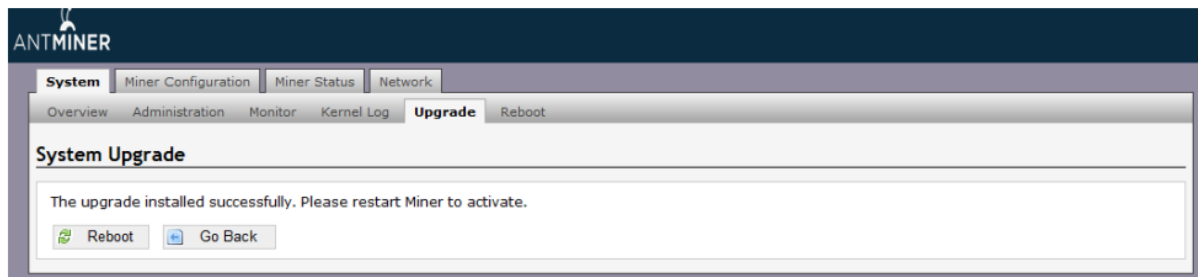 ANTMINER
System Miner Configuration Miner Status Network
Overview Administration Monitor Kernel Log Upgrade Reboot
System Upgrade
The upgrade installed successfully. Please restart Miner to activate.
Reboot Go Back